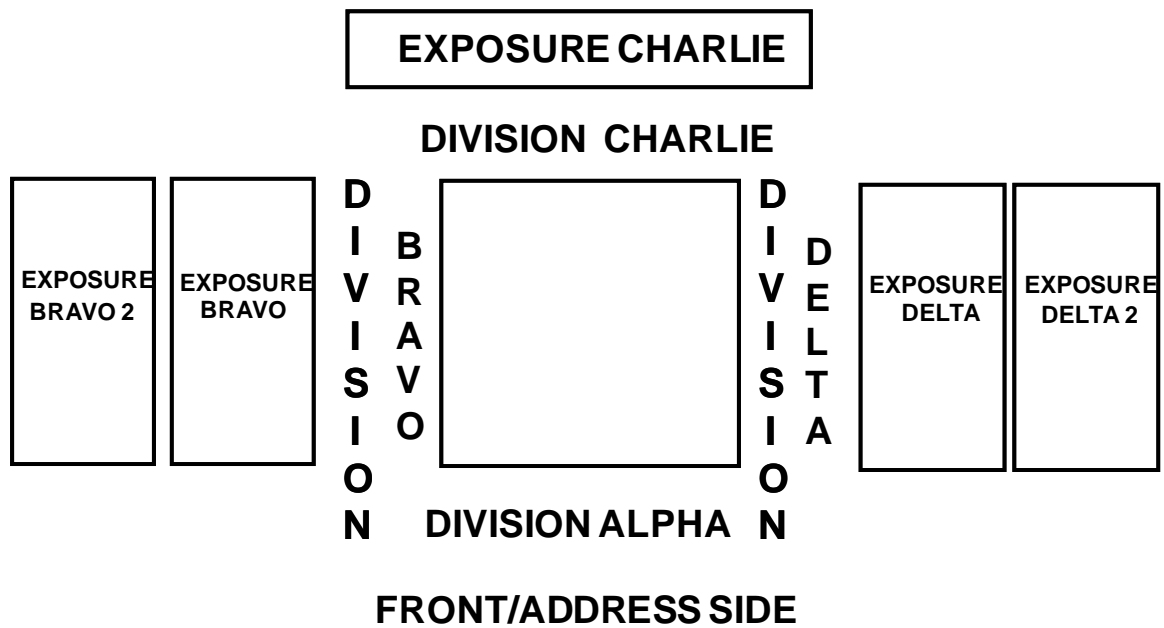 EXPOSURE CHARLIE
DIVISION CHARLIE
EXPOSURE
BRAVO 2
EXPOSURE
BRAVO
DIVISION
BRAVO
DIVISION
DELTA
EXPOSURE
DELTA
EXPOSURE
DELTA 2
DIVISION ALPHA
FRONT/ADDRESS SIDE